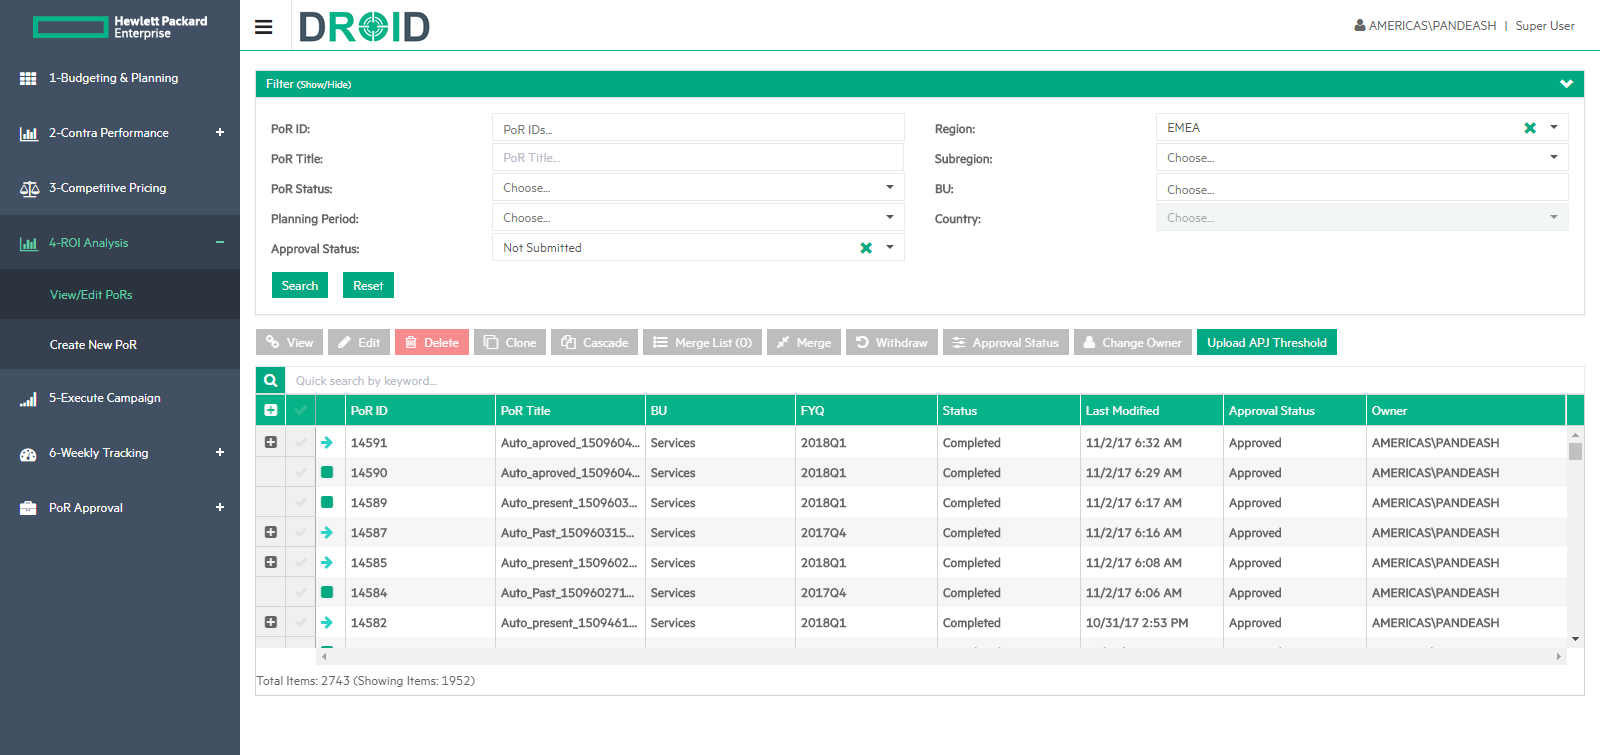 Hewlett Packard
Enterprise
DROID
AMERICAS\PANDEASH | Super User
1-Budgeting & Planning
2-Contra Performance
3-Competitive Pricing
4-ROI Analysis
View/Edit PoRs
Create New PoR
5-Execute Campaign
6-Weekly Tracking
PoR Approval
Filter (Show/Hide)
PoR ID: PoR IDs... Region: EMEA
PoR Title: PoR Title... Subregion: Choose...
PoR Status: Choose... BU: Choose...
Planning Period: Choose... Country: Choose...
Approval Status: Not Submitted
Search Reset
View Edit Delete Clone Cascade Merge List (0) Merge Withdraw Approval Status Change Owner Upload APJ Threshold
Quick search by keyword...
PoR ID PoR Title BU FYQ Status Last Modified Approval Status Owner
14591 Auto_aproved_1509604... Services 2018Q1 Completed 11/2/17 6:32 AM Approved AMERICAS\PANDEASH
14590 Auto_aproved_1509604... Services 2018Q1 Completed 11/2/17 6:29 AM Approved AMERICAS\PANDEASH
14589 Auto_present_1509603... Services 2018Q1 Completed 11/2/17 6:17 AM Approved AMERICAS\PANDEASH
14587 Auto_Past_150960315... Services 2017Q4 Completed 11/2/17 6:16 AM Approved AMERICAS\PANDEASH
14585 Auto_present_1509602... Services 2018Q1 Completed 11/2/17 6:08 AM Approved AMERICAS\PANDEASH
14584 Auto_Past_150960271... Services 2017Q4 Completed 11/2/17 6:06 AM Approved AMERICAS\PANDEASH
14582 Auto_present_1509461... Services 2018Q1 Completed 10/31/17 2:53 PM Approved AMERICAS\PANDEASH
Total Items: 2743 (Showing Items: 1952)